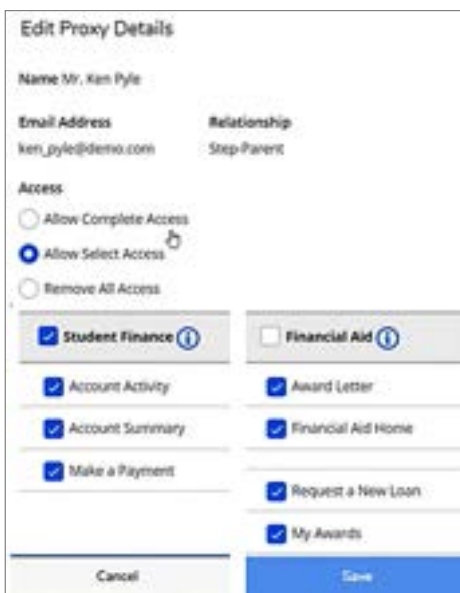 Edit Proxy Details
Name Mr. Ken Pyle
Email Address Relationship
ken_pyle@demo.com Step-Parent
Access
Allow Complete Access
Allow Select Access
Remove All Access
Student Finance Financial Aid
Account Activity Award Letter
Account Summary Financial Aid Home
Make a Payment
Request a New Loan
My Awards
Cancel Save